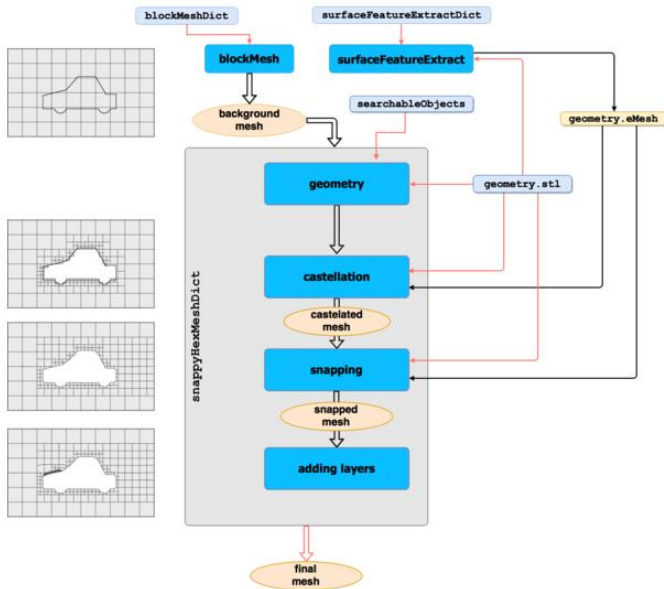 blockMeshDict
surfaceFeatureExtractDict
blockMesh
surfaceFeatureExtract
searchableObjects
background
mesh
geometry.eMesh
geometry
geometry.stl
snappyHexMeshDict
castellation
castelated
mesh
snapping
snapped
mesh
adding layers
final
mesh